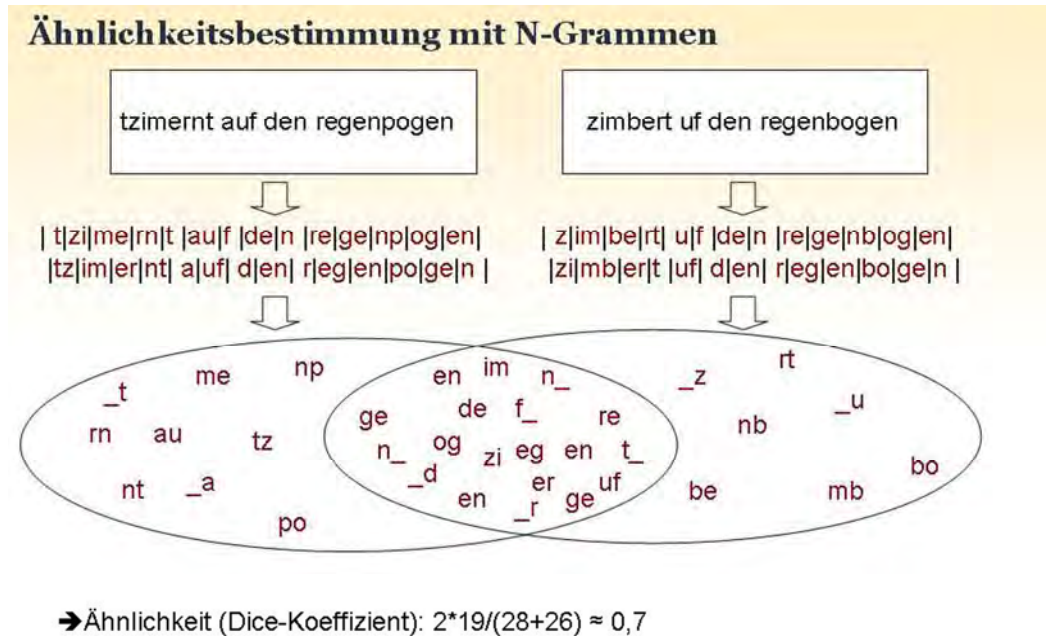 Ähnlichkeitsbestimmung mit N-Grammen
tzimernt auf den regenpogen
zimbert uf den regenbogen
| t|zi|me|rn|t |au|f |de|n |re|ge|np|og|en|
|tz|im|er|nt| a|uf| d|en| r|eg|en|po|ge|n |
| z|im|be|rt| u|f |de|n |re|ge|nb|og|en|
|zi|mb|er|t |uf| d|en| r|eg|en|bo|ge|n |
_t
me
np
rn
au
tz
nt
_a
po
en
im
n_
ge
de
f_
re
n_
og
zi
eg
en
t_
_d
en
er
uf
_r
ge
_z
rt
_u
nb
be
mb
bo
➔Ähnlichkeit (Dice-Koeffizient): 2*19/(28+26) ≈ 0,7